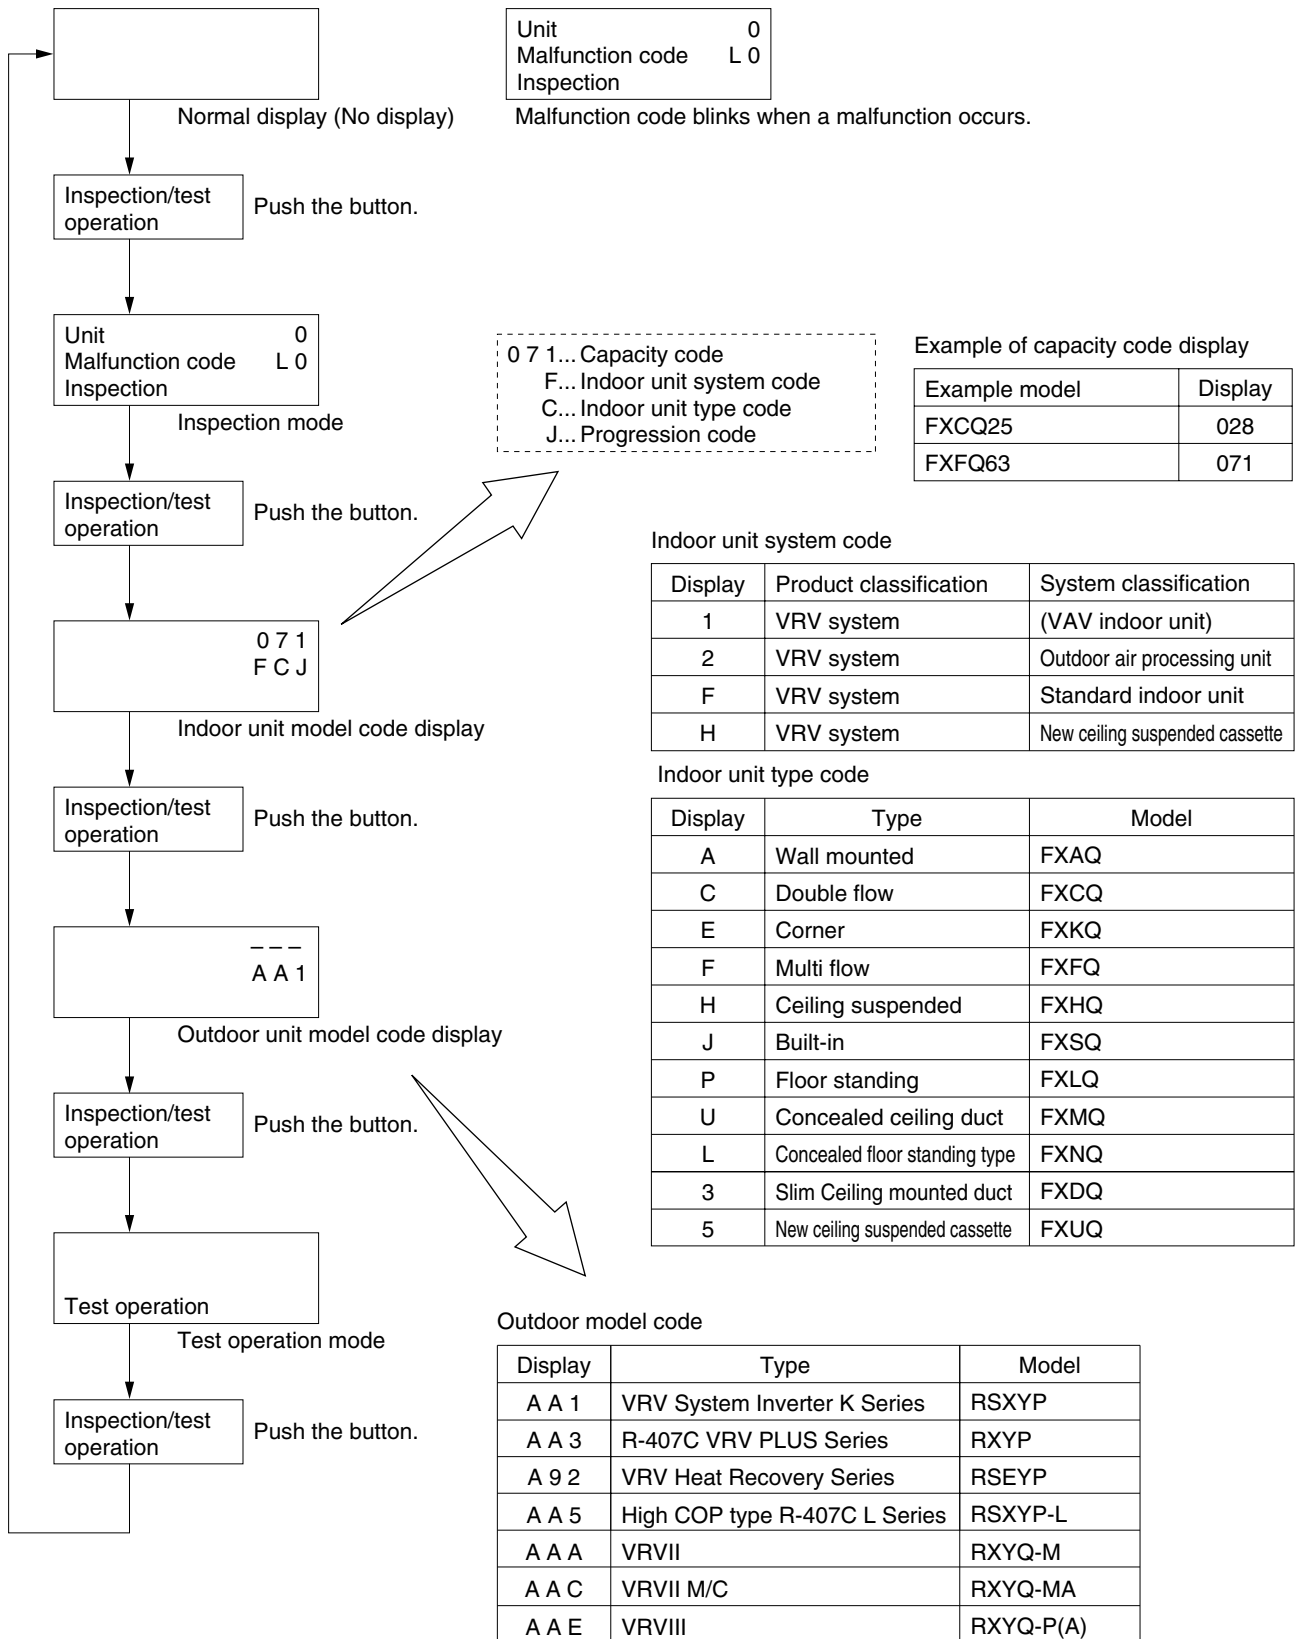 Unit 0
Malfunction code L 0
Inspection
Normal display (No display)
Malfunction code blinks when a malfunction occurs.
Inspection/test
operation
Push the button.
Unit 0
Malfunction code L 0
Inspection
Inspection mode
0 7 1... Capacity code
F... Indoor unit system code
C... Indoor unit type code
J... Progression code
Example of capacity code display
Example model Display
FXCQ25 028
FXFQ63 071
Inspection/test
operation
Push the button.
0 7 1
F C J
Indoor unit model code display
Indoor unit system code
Display Product classification System classification
1 VRV system (VAV indoor unit)
2 VRV system Outdoor air processing unit
F VRV system Standard indoor unit
H VRV system New ceiling suspended cassette
Inspection/test
operation
Push the button.
– – –
A A 1
Outdoor unit model code display
Indoor unit type code
Display Type Model
A Wall mounted FXAQ
C Double flow FXCQ
E Corner FXKQ
F Multi flow FXFQ
H Ceiling suspended FXHQ
J Built-in FXSQ
P Floor standing FXLQ
U Concealed ceiling duct FXMQ
L Concealed floor standing type FXNQ
3 Slim Ceiling mounted duct FXDQ
5 New ceiling suspended cassette FXUQ
Inspection/test
operation
Push the button.
Test operation
Test operation mode
Inspection/test
operation
Push the button.
Outdoor model code
Display Type Model
A A 1 VRV System Inverter K Series RSXYP
A A 3 R-407C VRV PLUS Series RXYP
A 9 2 VRV Heat Recovery Series RSEYP
A A 5 High COP type R-407C L Series RSXYP-L
A A A VRVII RXYQ-M
A A C VRVII M/C RXYQ-MA
A A E VRVIII RXYQ-P(A)